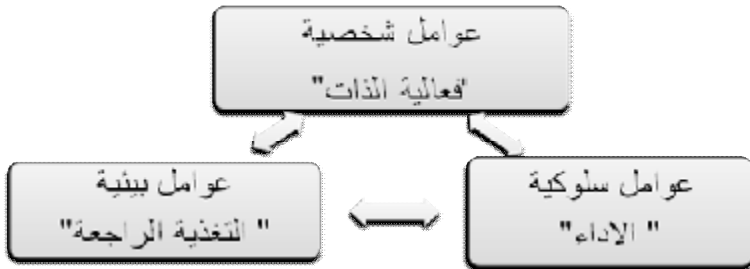 عوامل شخصية
"فعالية الذات"
عوامل سلوكية
" الاداء"
عوامل بيئية
" التغذية الراجعة"